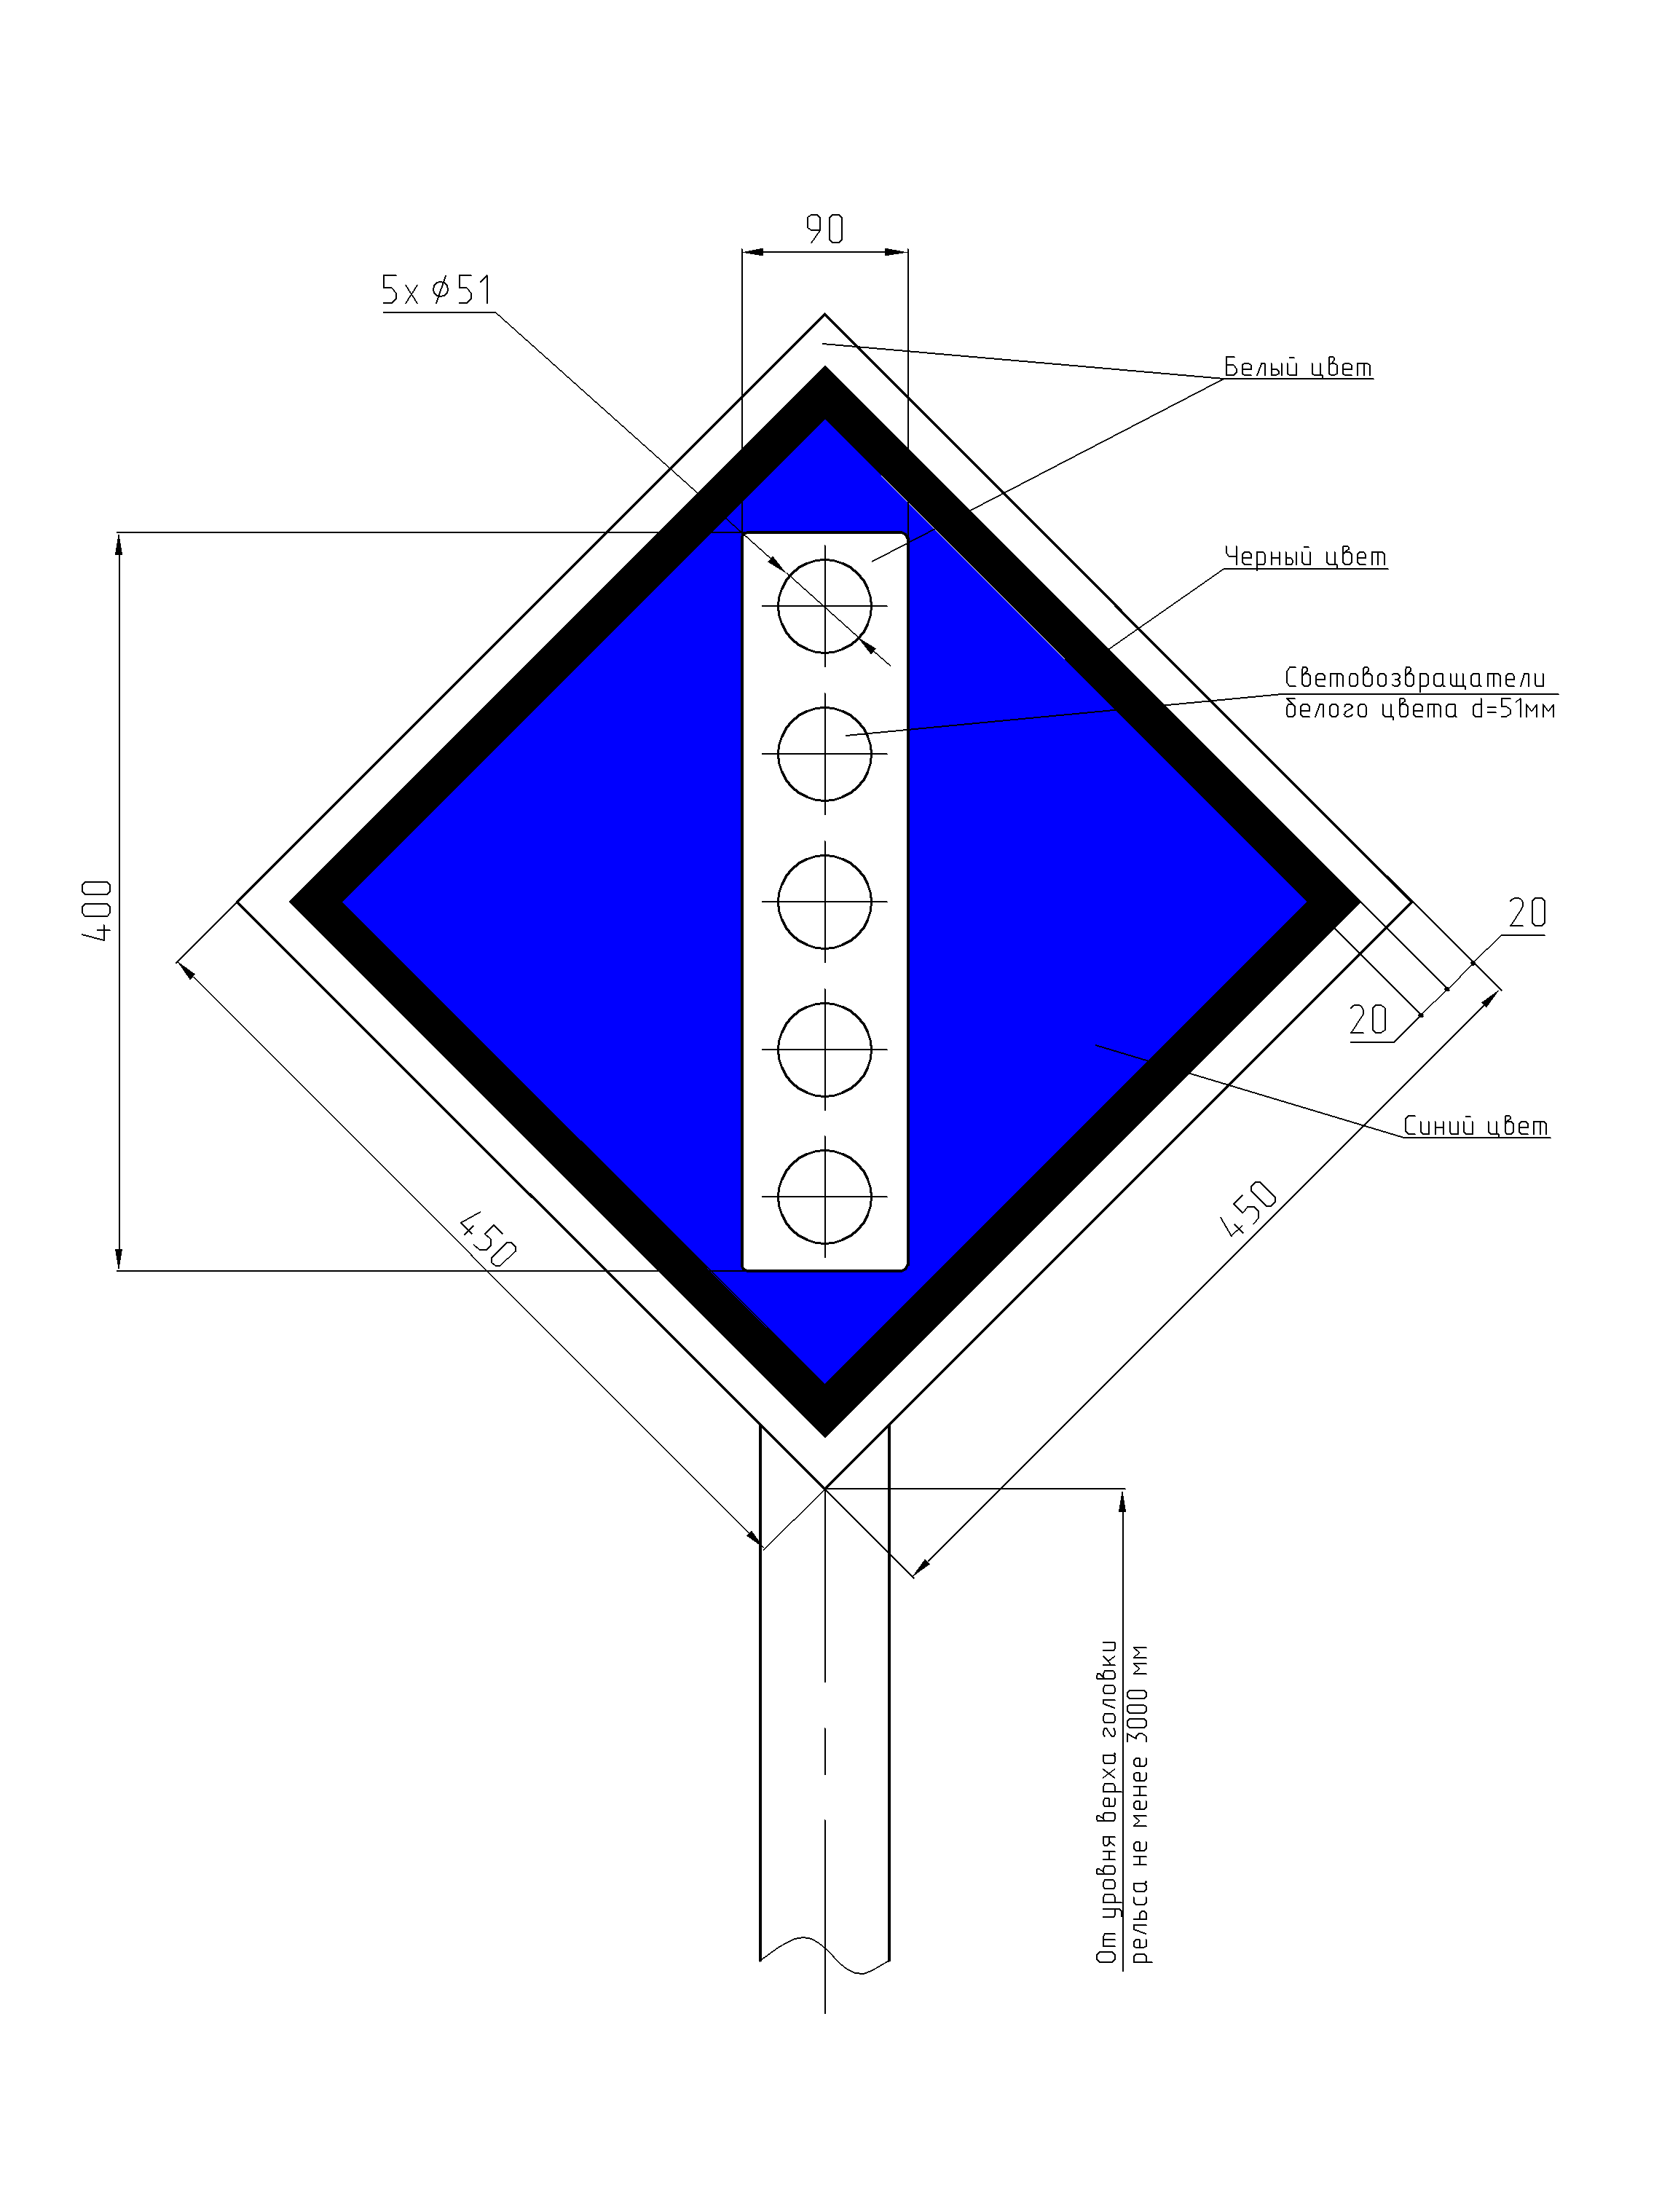 90
5х ⌀51
Белый цвет
Черный цвет
Световозвращатели
белого цвета d=51мм
400
20
20
Синий цвет
450
450
От уровня верха головки
рельса не менее 3000 мм